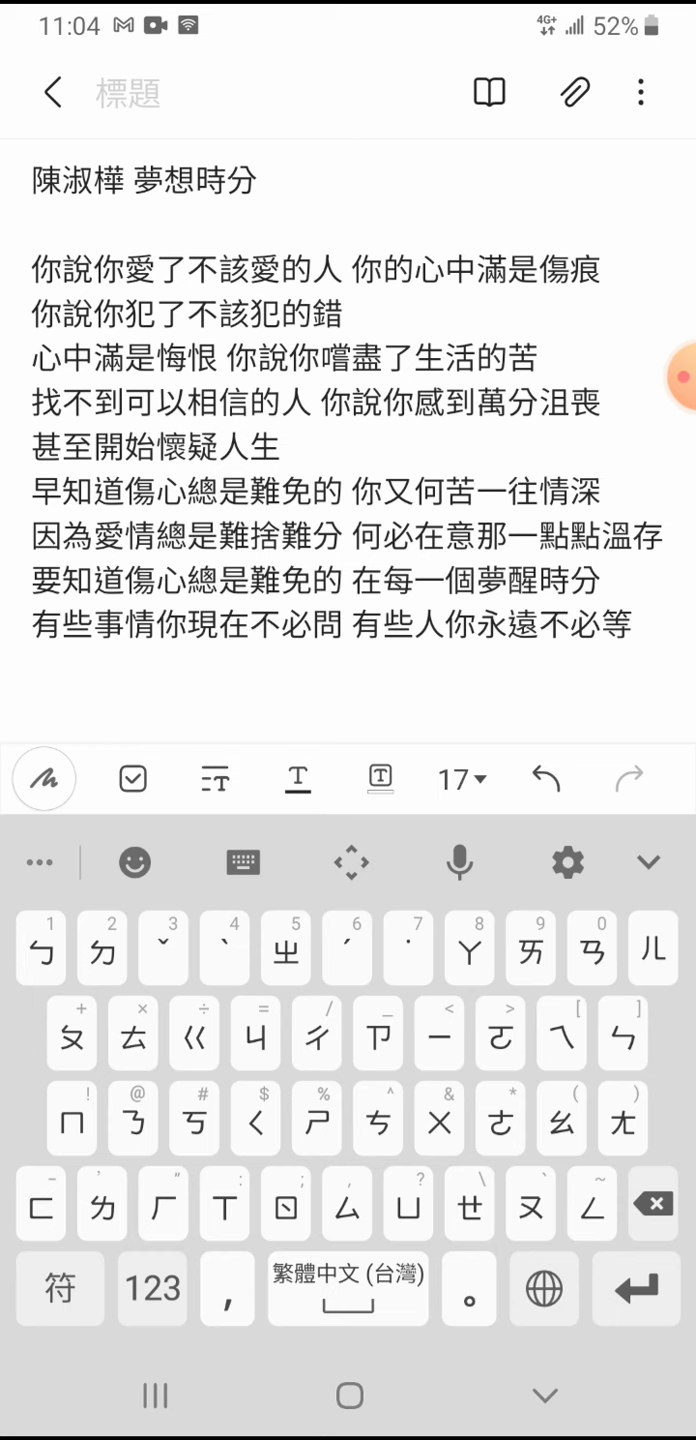 11:04 4G+ 52%
標題
陳淑樺 夢想時分
你說你愛了不該愛的人 你的心中滿是傷痕
你說你犯了不該犯的錯
心中滿是悔恨 你說你嚐盡了生活的苦
找不到可以相信的人 你說你感到萬分沮喪
甚至開始懷疑人生
早知道傷心總是難免的 你又何苦一往情深
因為愛情總是難捨難分 何必在意那一點點溫存
要知道傷心總是難免的 在每一個夢醒時分
有些事情你現在不必問 有些人你永遠不必等
T T T 17
1 2 3 4 5 6 7 8 9 0
ㄅ ㄉ ˇ ˋ ㄓ ˊ ˙ ㄚ ㄞ ㄢ ㄦ
+ × ÷ = / _ < > [ ]
ㄆ ㄊ ㄍ ㄐ ㄔ ㄗ ㄧ ㄛ ㄟ ㄣ
! @ # $ % ^ & * ( )
ㄇ ㄋ ㄎ ㄑ ㄕ ㄘ ㄨ ㄜ ㄠ ㄤ
- ' " : ; , ? \ ` ~
ㄈ ㄌ ㄏ ㄒ ㄖ ㄙ ㄩ ㄝ ㄡ ㄥ
符 123 , 繁體中文 (台灣) 。